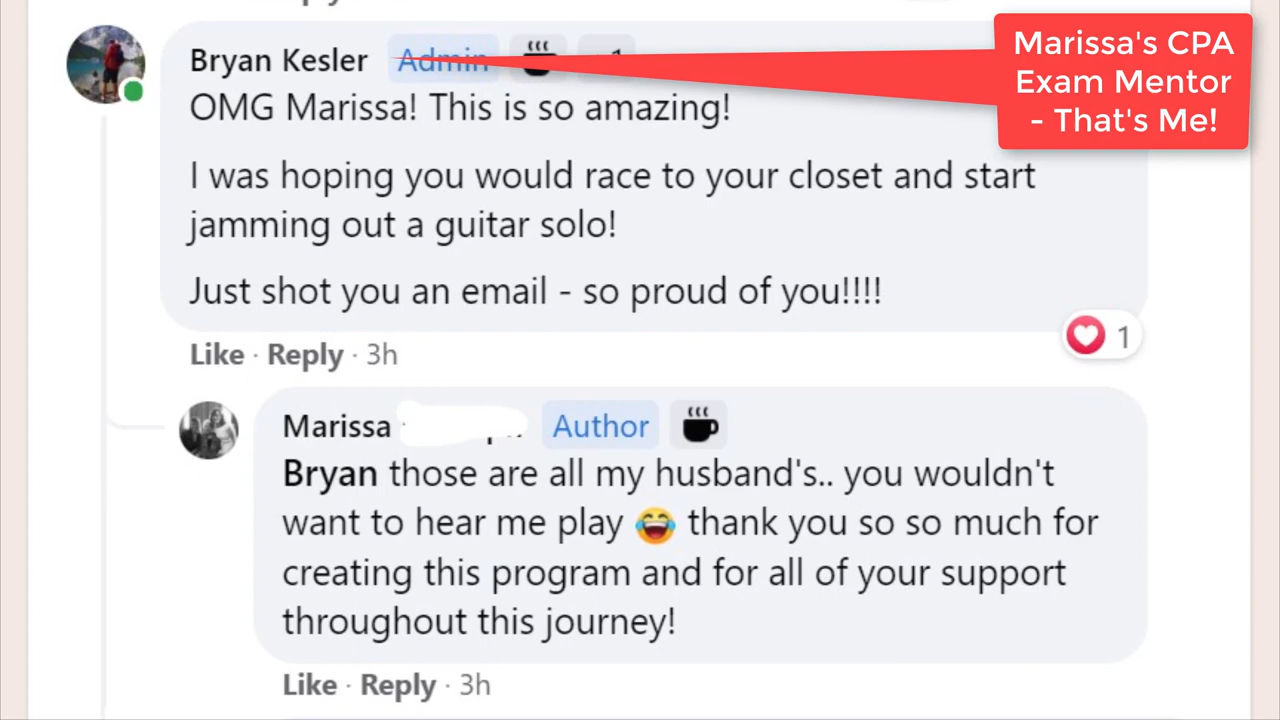 Bryan Kesler Admin
Marissa's CPA
Exam Mentor
- That's Me!
OMG Marissa! This is so amazing!
I was hoping you would race to your closet and start
jamming out a guitar solo!
Just shot you an email - so proud of you!!!!
Like · Reply · 3h
1
Marissa Author
Bryan those are all my husband's.. you wouldn't
want to hear me play 😂 thank you so so much for
creating this program and for all of your support
throughout this journey!
Like · Reply · 3h